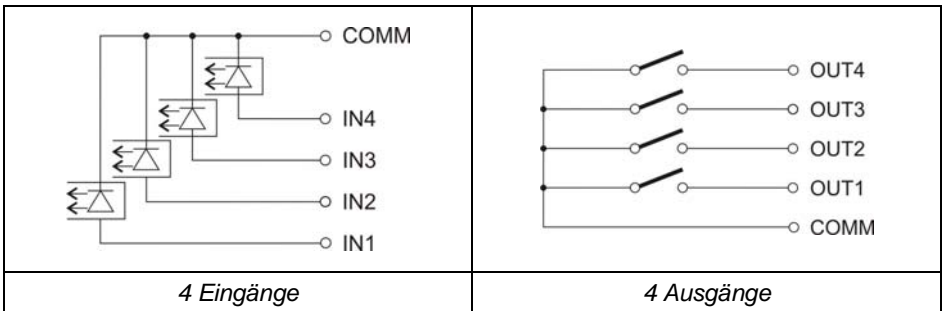 COMM
IN4
IN3
IN2
IN1
4 Eingänge
OUT4
OUT3
OUT2
OUT1
COMM
4 Ausgänge